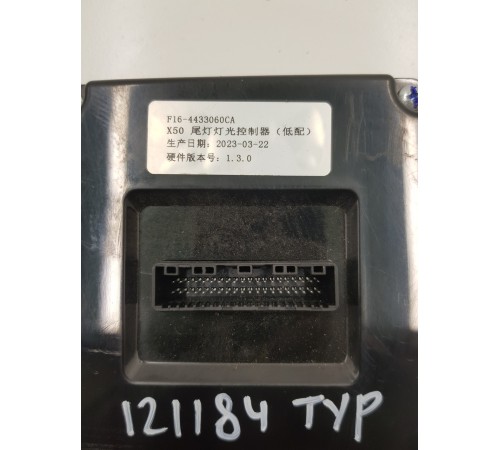 F16-4433060CA
X50 尾灯灯光控制器（低配）
生产日期: 2023-03-22
硬件版本号: 1.3.0
121184 TYP